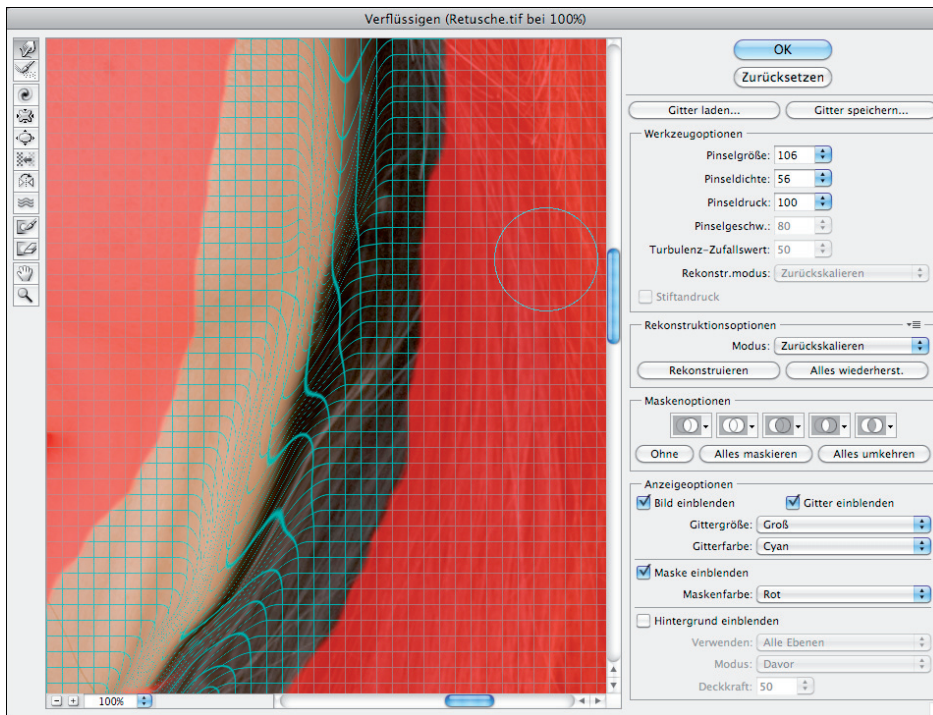 Verflüssigen (Retusche.tif bei 100%)
OK
Zurücksetzen
Gitter laden... Gitter speichern...
Werkzeugoptionen
Pinselgröße: 106
Pinseldichte: 56
Pinseldruck: 100
Pinselgeschw.: 80
Turbulenz-Zufallswert: 50
Rekonstr.modus: Zurückskalieren
Stiftandruck
Rekonstruktionsoptionen
Modus: Zurückskalieren
Rekonstruieren Alles wiederherst.
Maskenoptionen
Ohne Alles maskieren Alles umkehren
Anzeigeoptionen
Bild einblenden Gitter einblenden
Gittergröße: Groß
Gitterfarbe: Cyan
Maske einblenden
Maskenfarbe: Rot
Hintergrund einblenden
Verwenden: Alle Ebenen
Modus: Davor
Deckkraft: 50
100%